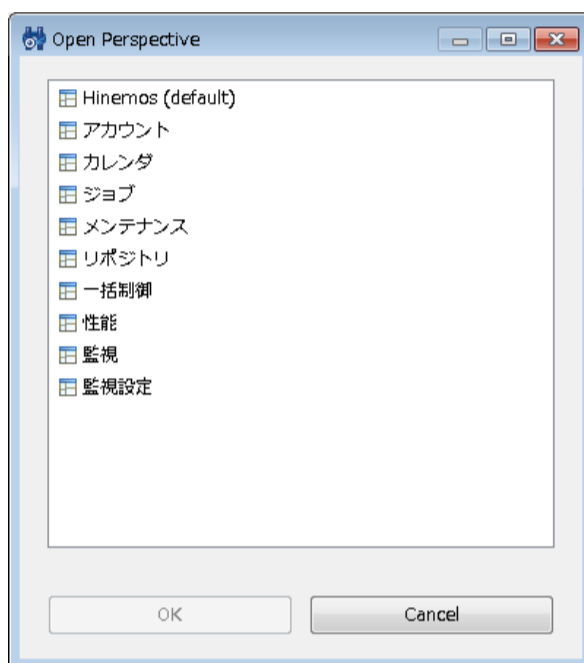 Open Perspective
Hinemos (default)
アカウント
カレンダ
ジョブ
メンテナンス
リポジトリ
一括制御
性能
監視
監視設定
OK
Cancel